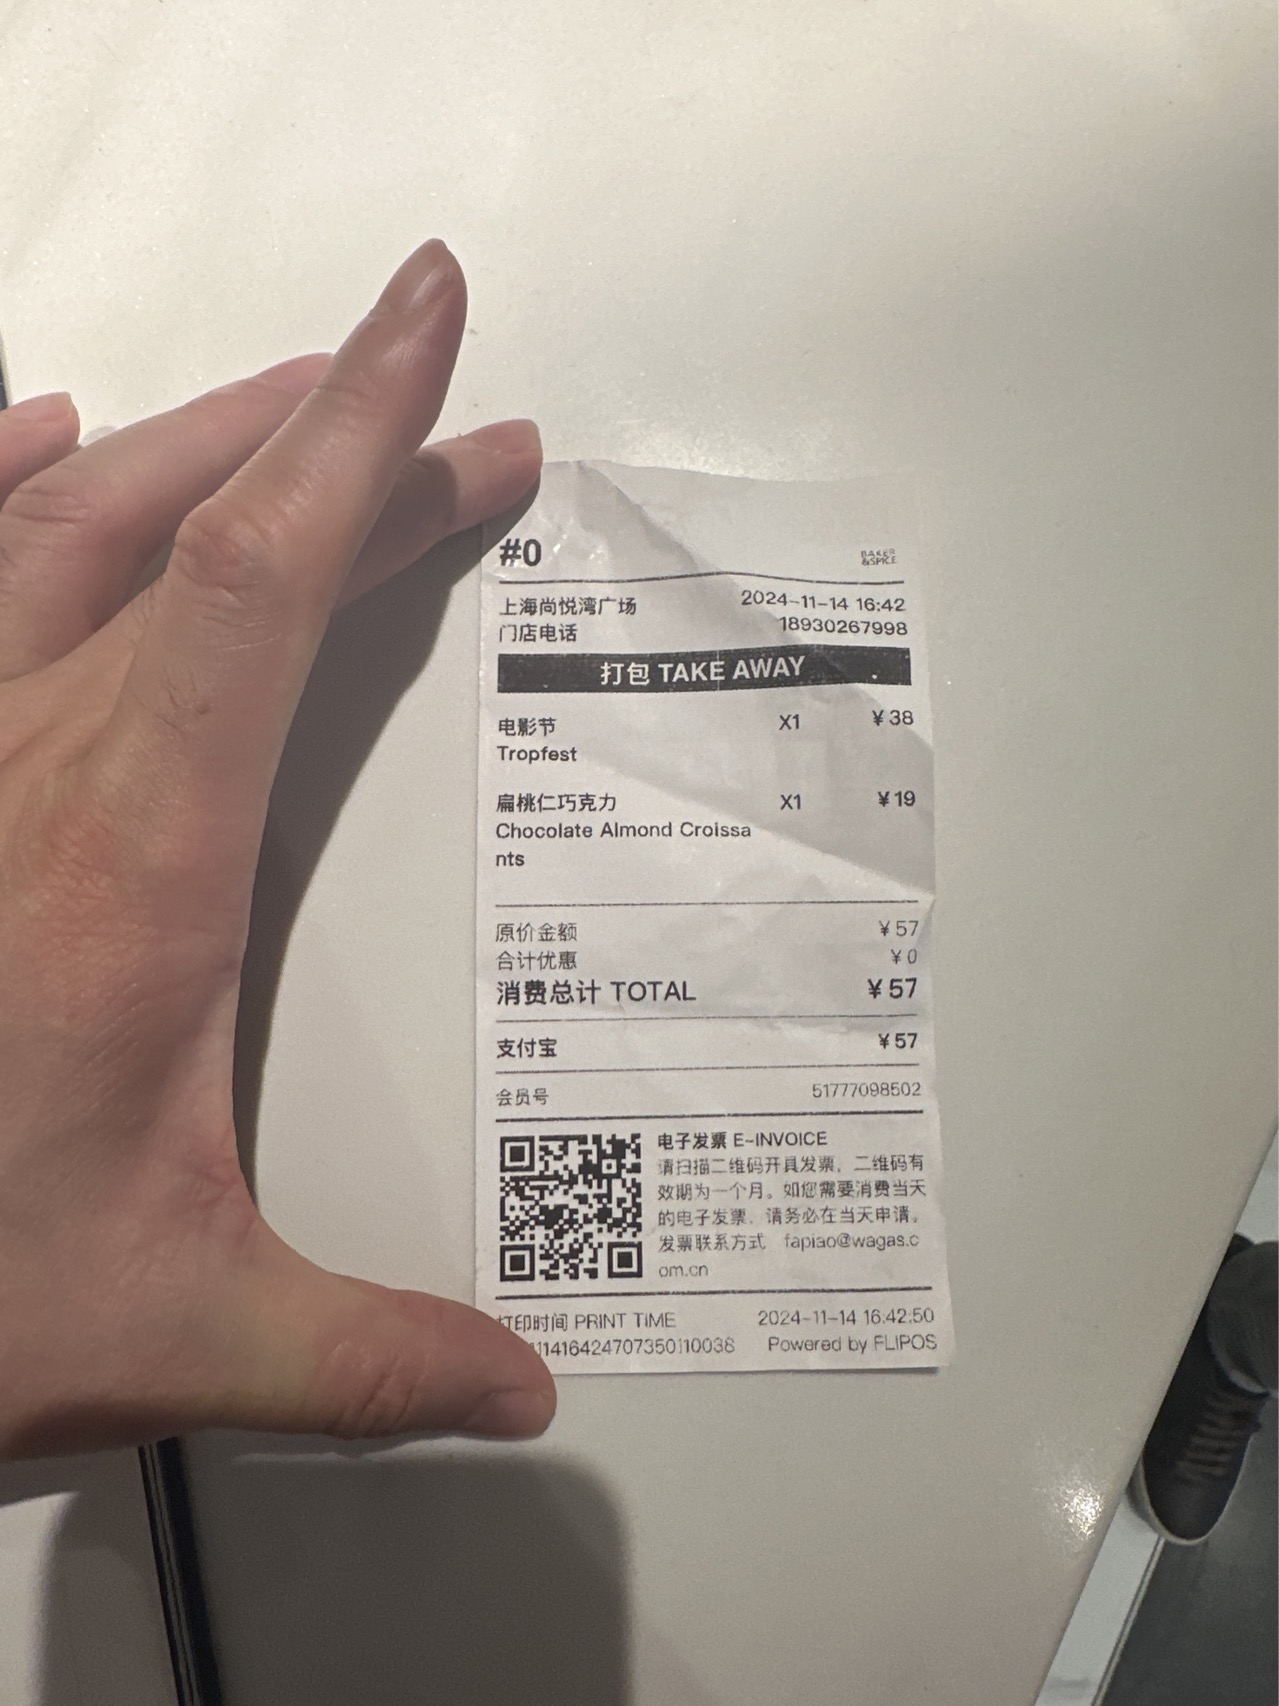 #0
BAKER
&SPICE
上海尚悦湾广场 2024-11-14 16:42
门店电话 18930267998
打包 TAKE AWAY
电影节 X1 ¥38
Tropfest
扁桃仁巧克力 X1 ¥19
Chocolate Almond Croissa
nts
原价金额 ¥57
合计优惠 ¥0
消费总计 TOTAL ¥57
支付宝 ¥57
会员号 51777098502
电子发票 E-INVOICE
请扫描二维码开具发票，二维码有
效期为一个月。如您需要消费当天
的电子发票，请务必在当天申请。
发票联系方式 fapiao@wagas.c
om.cn
打印时间 PRINT TIME 2024-11-14 16:42:50
Powered by FLIPOS